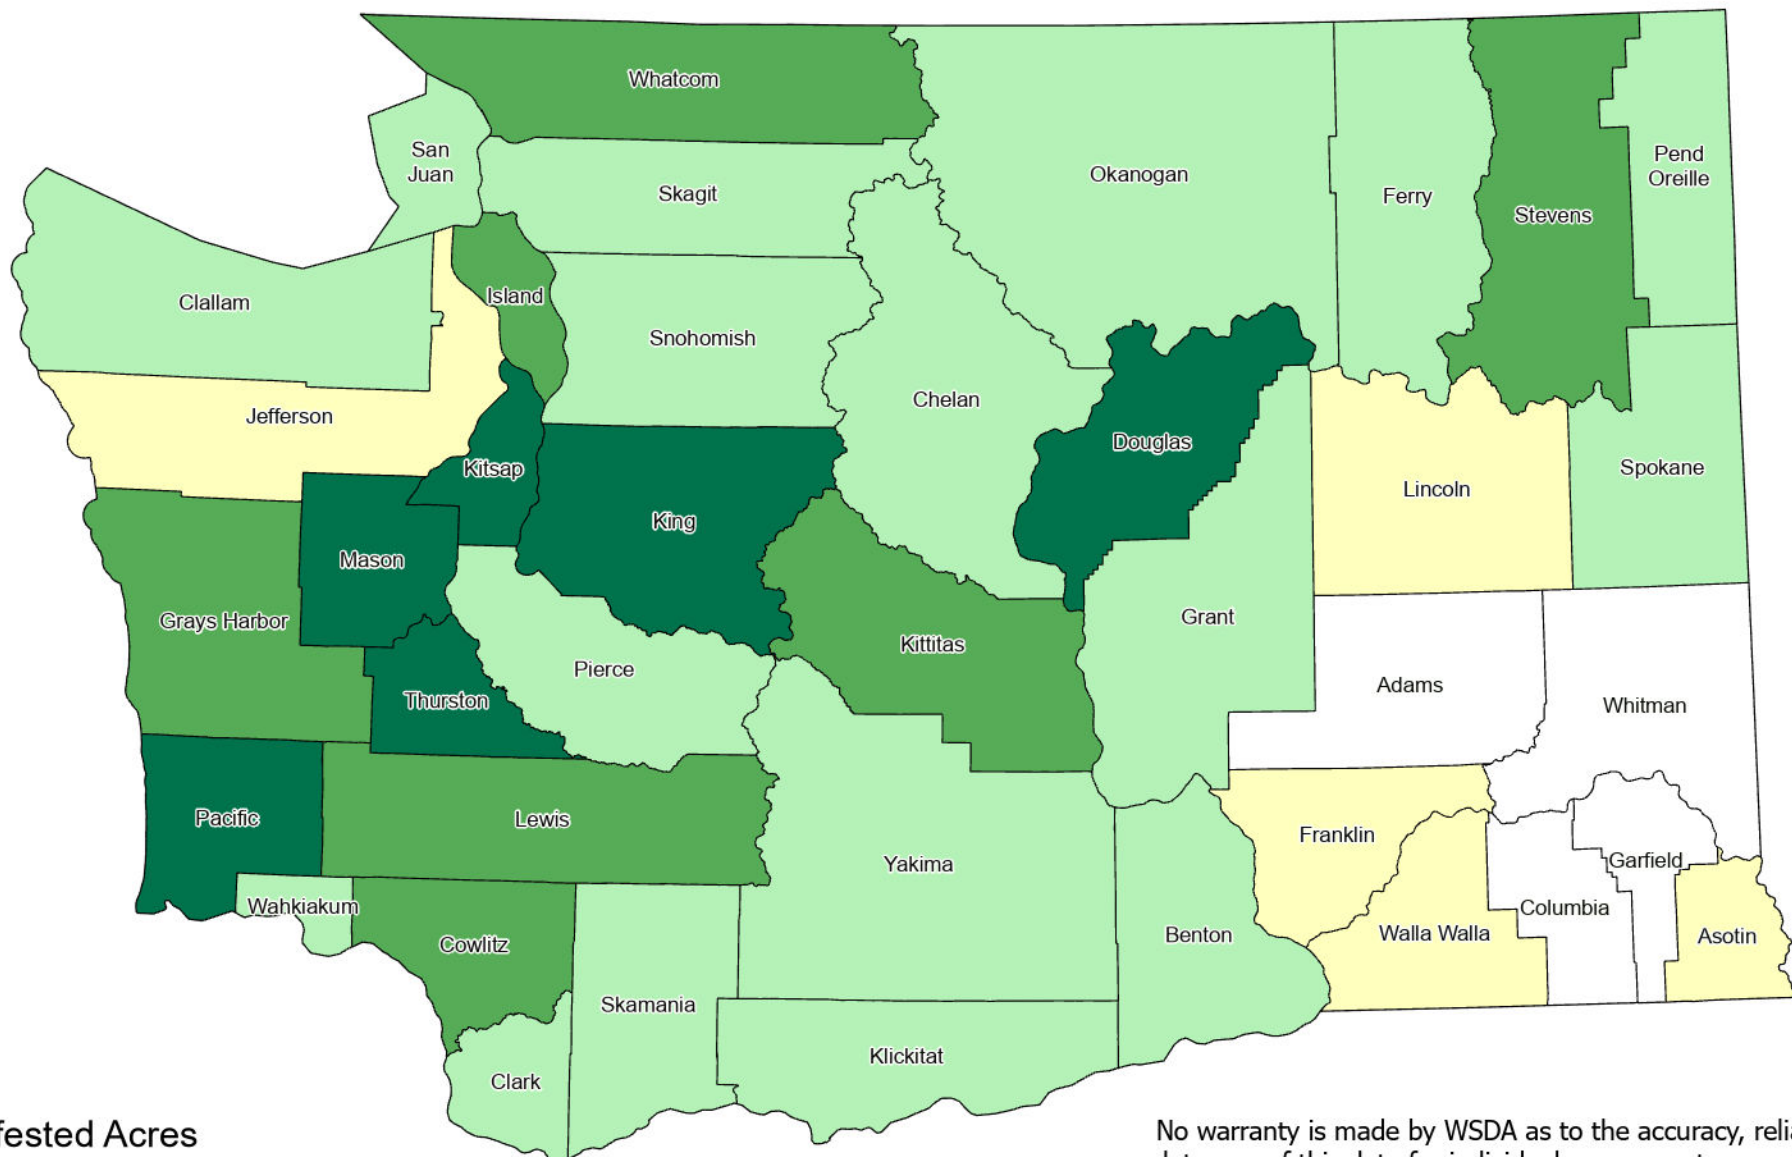 Whatcom
San
Juan
Skagit
Okanogan
Ferry
Stevens
Pend
Oreille
Clallam
Island
Snohomish
Jefferson
Chelan
Douglas
Kitsap
King
Lincoln
Spokane
Mason
Grays Harbor
Kittitas
Grant
Pierce
Thurston
Adams
Whitman
Pacific
Lewis
Yakima
Franklin
Garfield
Wahkiakum
Cowlitz
Benton
Walla Walla
Columbia
Asotin
Skamania
Klickitat
Clark
fested Acres
No warranty is made by WSDA as to the accuracy, relia